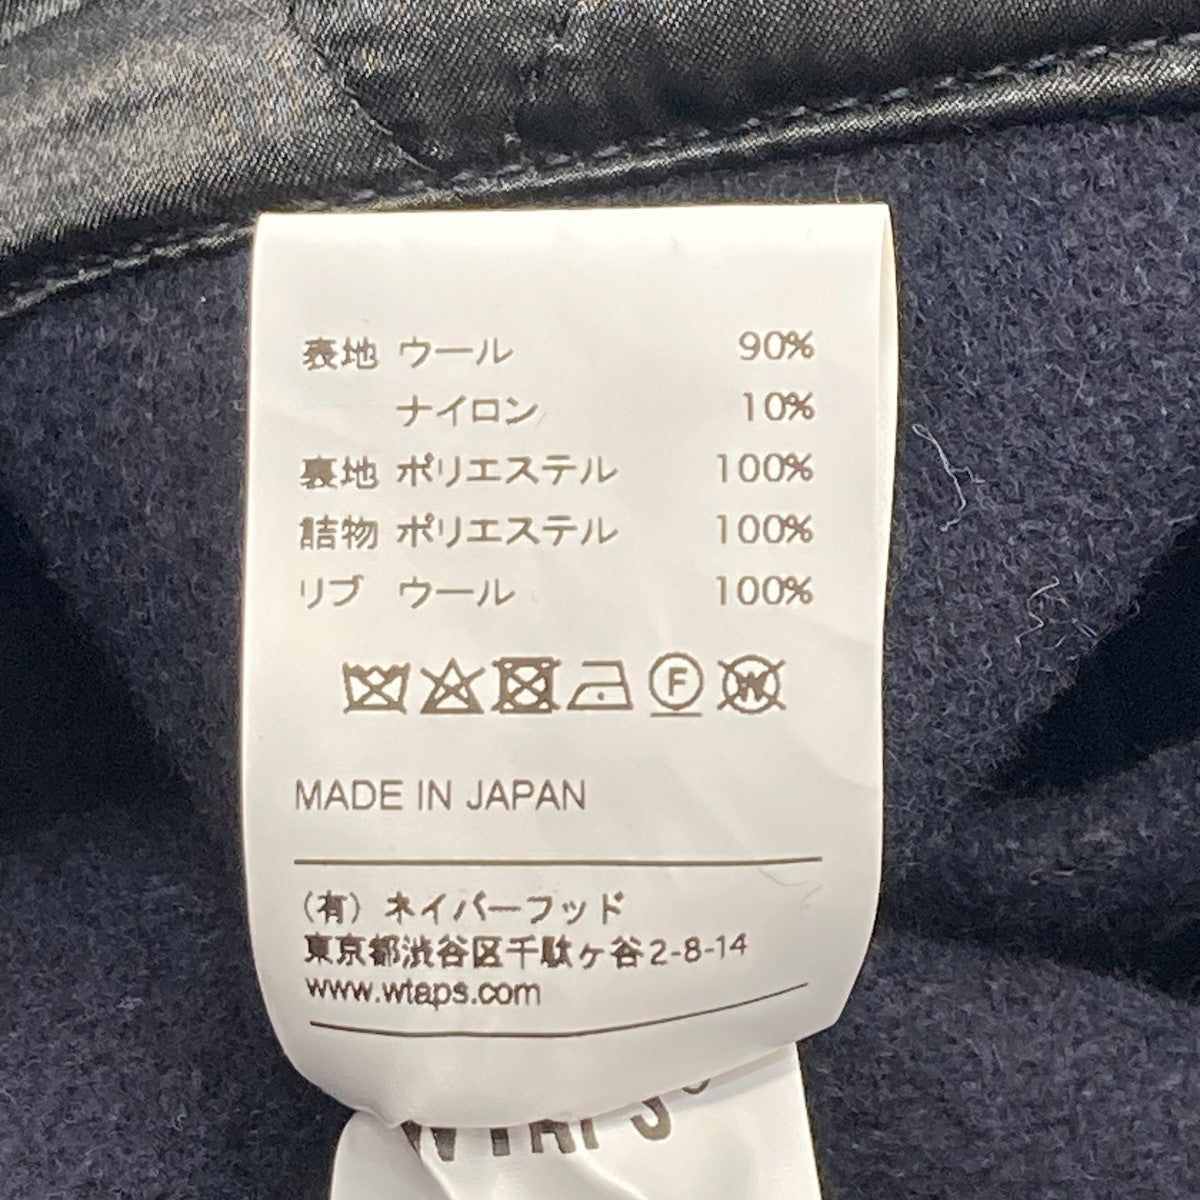 表地 ウール 90%
ナイロン 10%
裏地 ポリエステル 100%
詰物 ポリエステル 100%
リブ ウール 100%
F W
MADE IN JAPAN
(有) ネイバーフッド
東京都渋谷区千駄ヶ谷2-8-14
www.wtaps.com
WTAPS